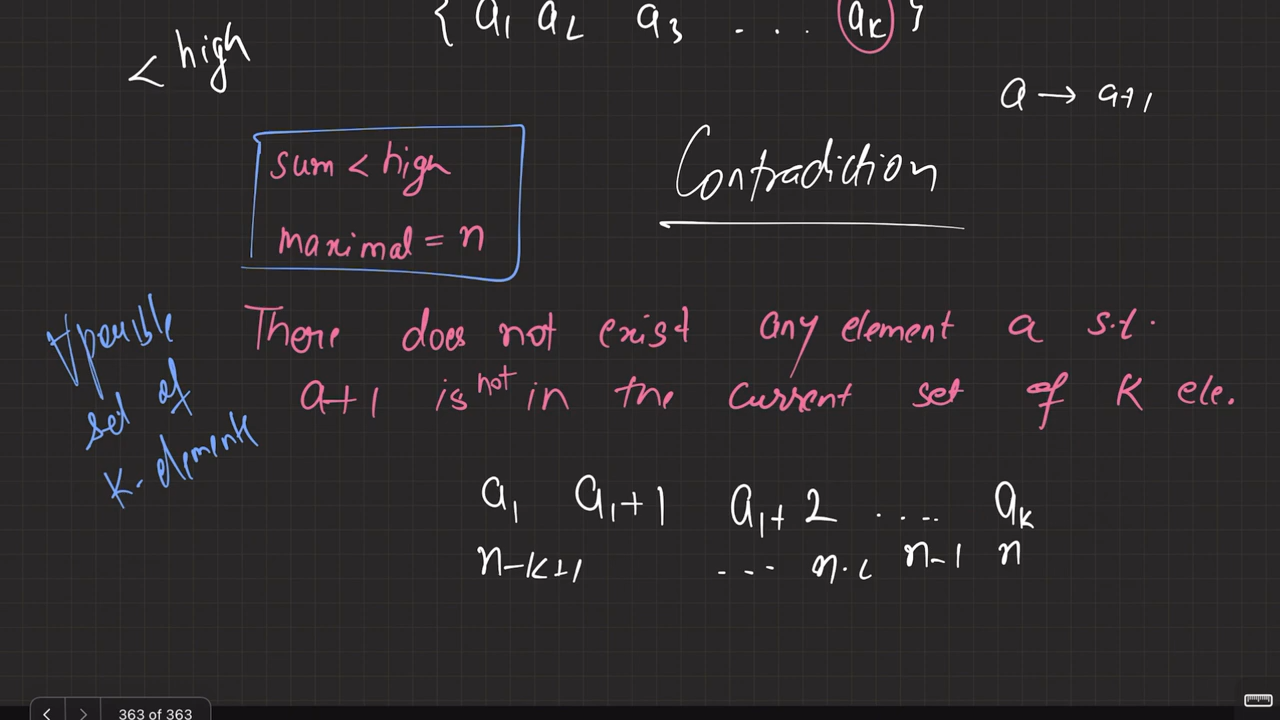 { a1 a2 a3 .... ak }
< high
a → a+1
sum < high
maximal = n
Contradiction
∀ possible
set of
K-elements
There does not exist any element a s.t.
a+1 is not in the current set of K ele.
a1 a1+1 a1+2 .... ak
n-k+1 ... n-2 n-1 n
363 of 363